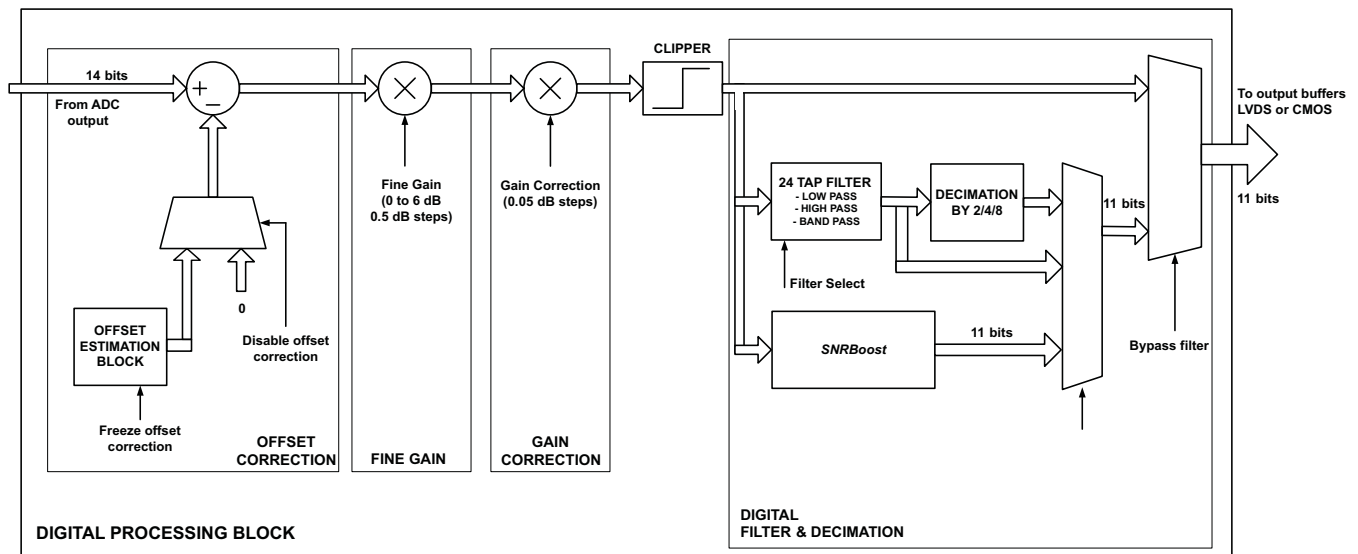 14 bits
From ADC
output
+
−
0
Disable offset
correction
OFFSET
ESTIMATION
BLOCK
Freeze offset
correction
OFFSET
CORRECTION
Fine Gain
(0 to 6 dB
0.5 dB steps)
FINE GAIN
Gain Correction
(0.05 dB steps)
GAIN
CORRECTION
CLIPPER
24 TAP FILTER
- LOW PASS
- HIGH PASS
- BAND PASS
Filter Select
DECIMATION
BY 2/4/8
SNRBoost
11 bits
11 bits
Bypass filter
To output buffers
LVDS or CMOS
11 bits
DIGITAL
FILTER & DECIMATION
DIGITAL PROCESSING BLOCK